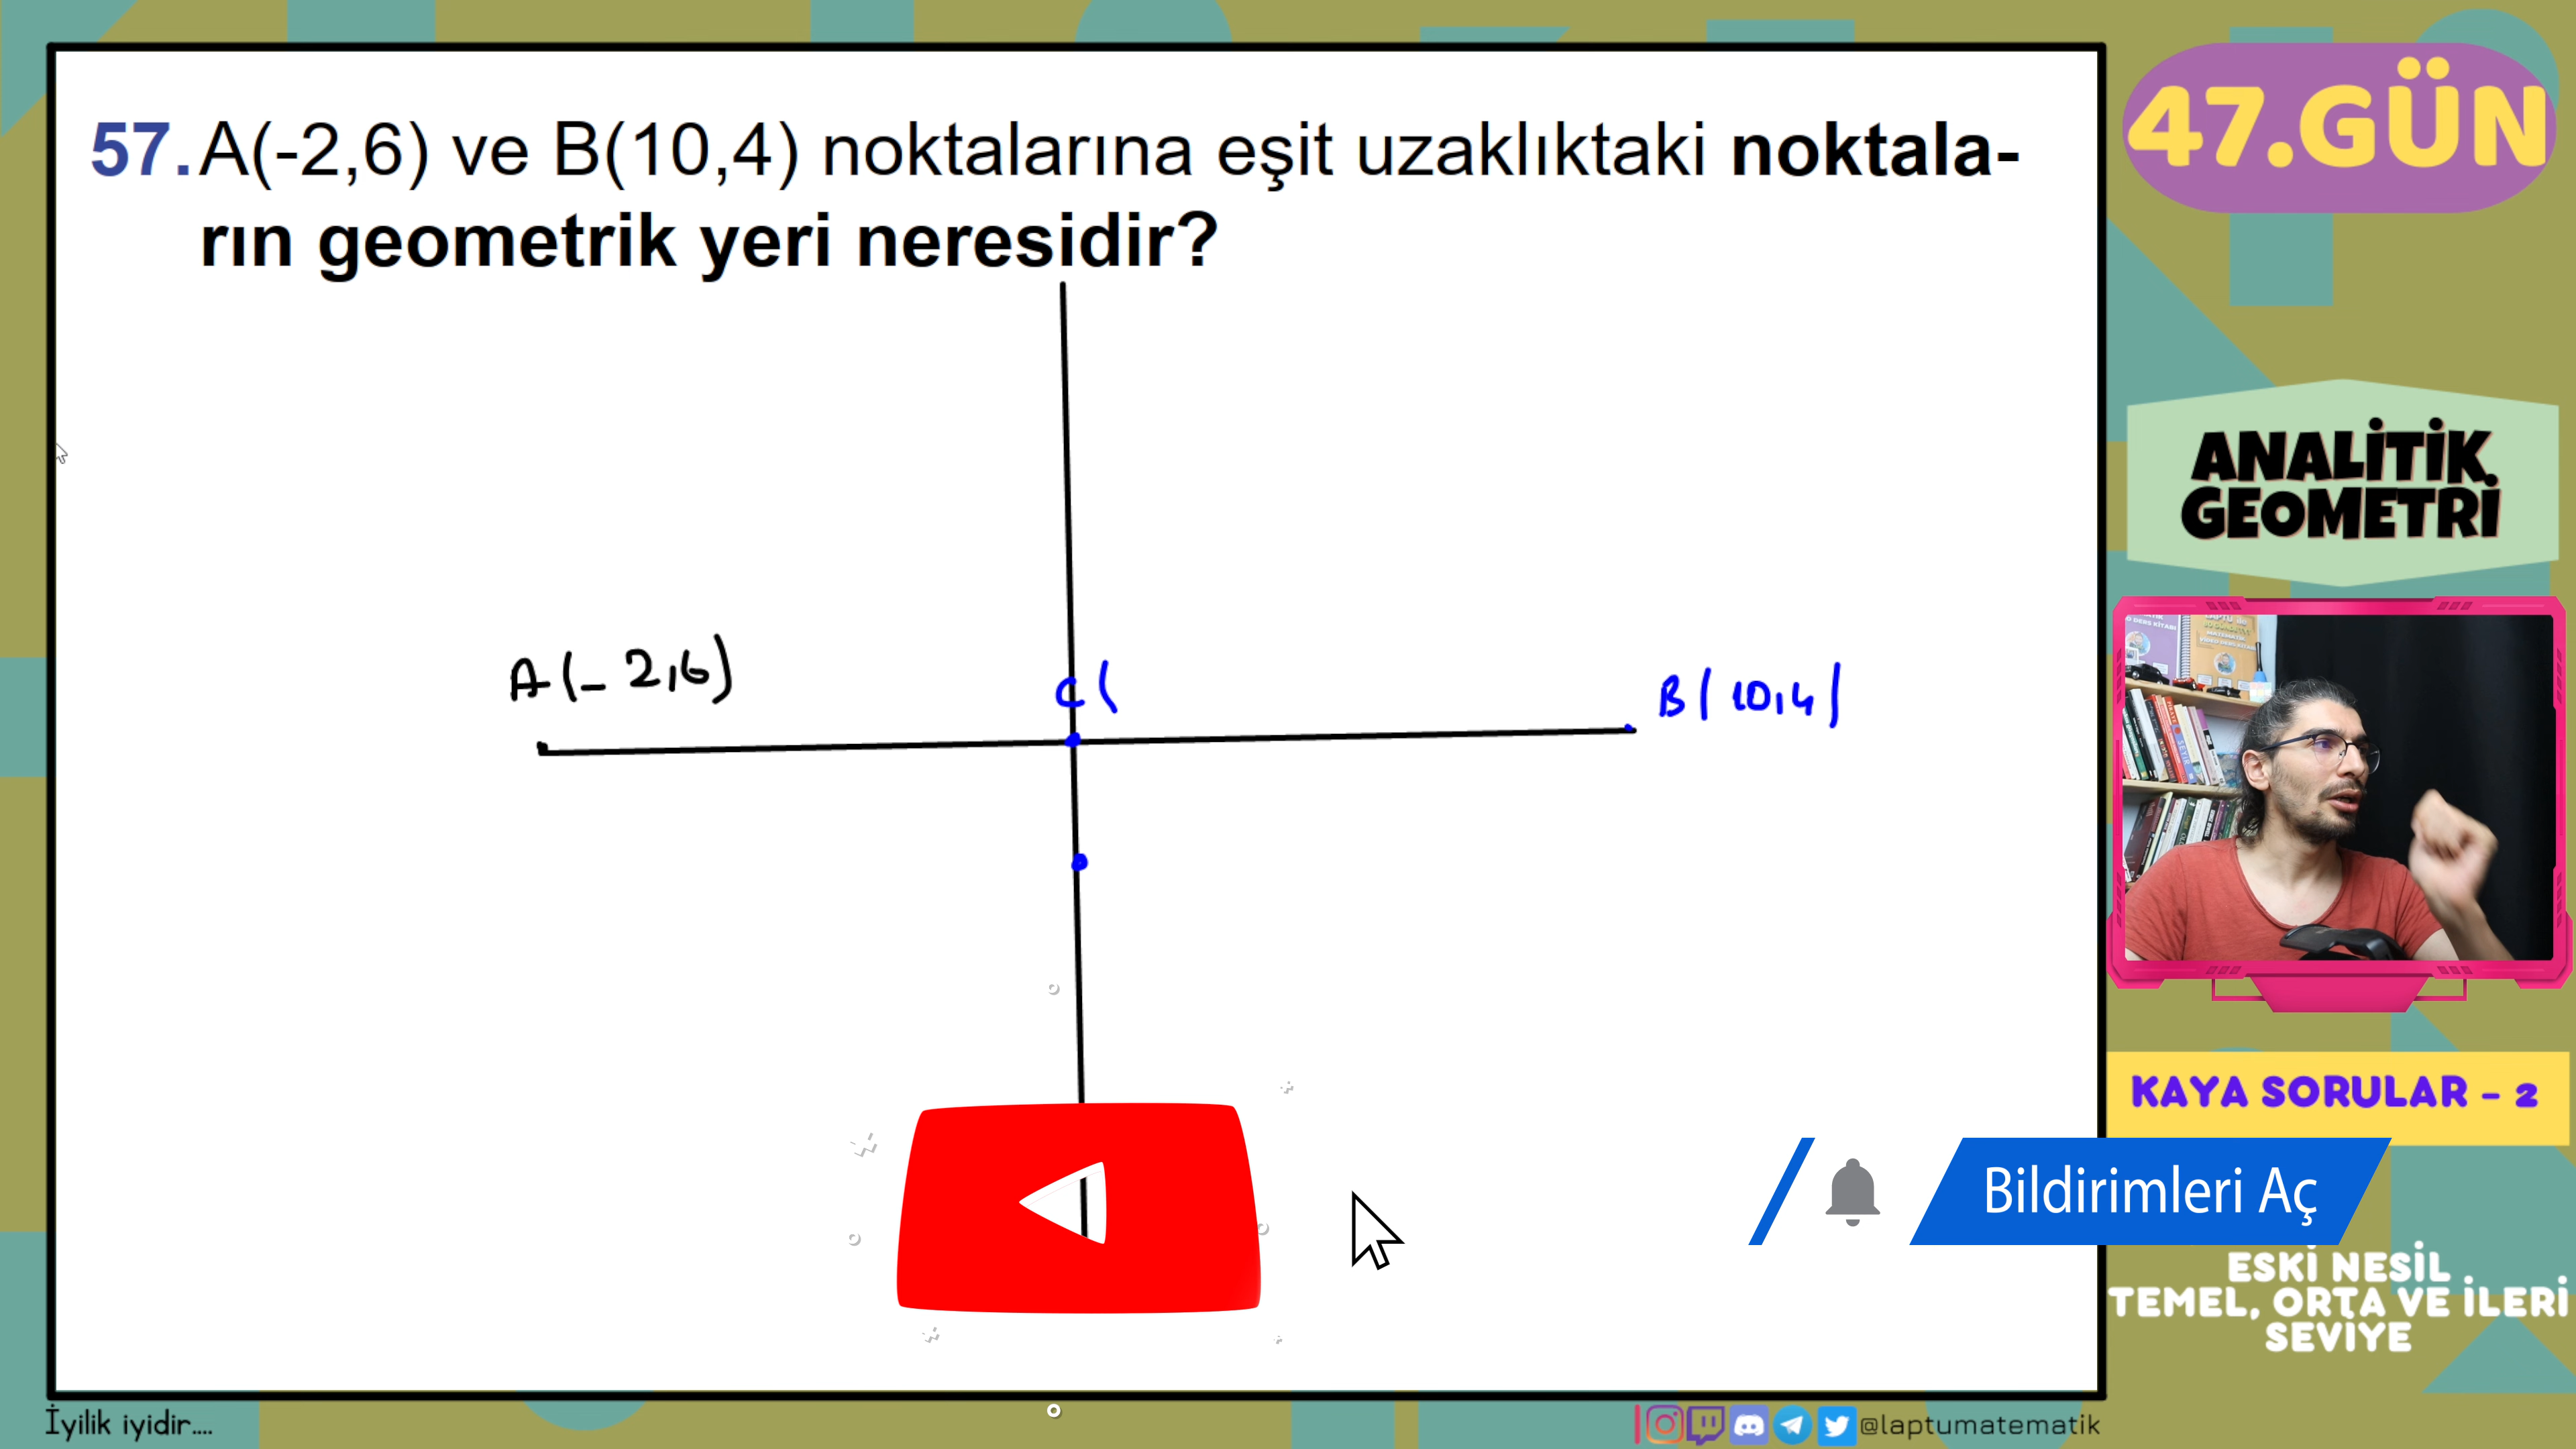 57. A(-2,6) ve B(10,4) noktalarına eşit uzaklıktaki noktala-
rın geometrik yeri neresidir?
A(-2,6)
C(
B(10,4)
47.GÜN
ANALİTİK
GEOMETRİ
KAYA SORULAR - 2
Bildirimleri Aç
ESKİ NESİL
TEMEL, ORTA VE İLERİ
SEVİYE
İyilik iyidir....
@laptumatematik